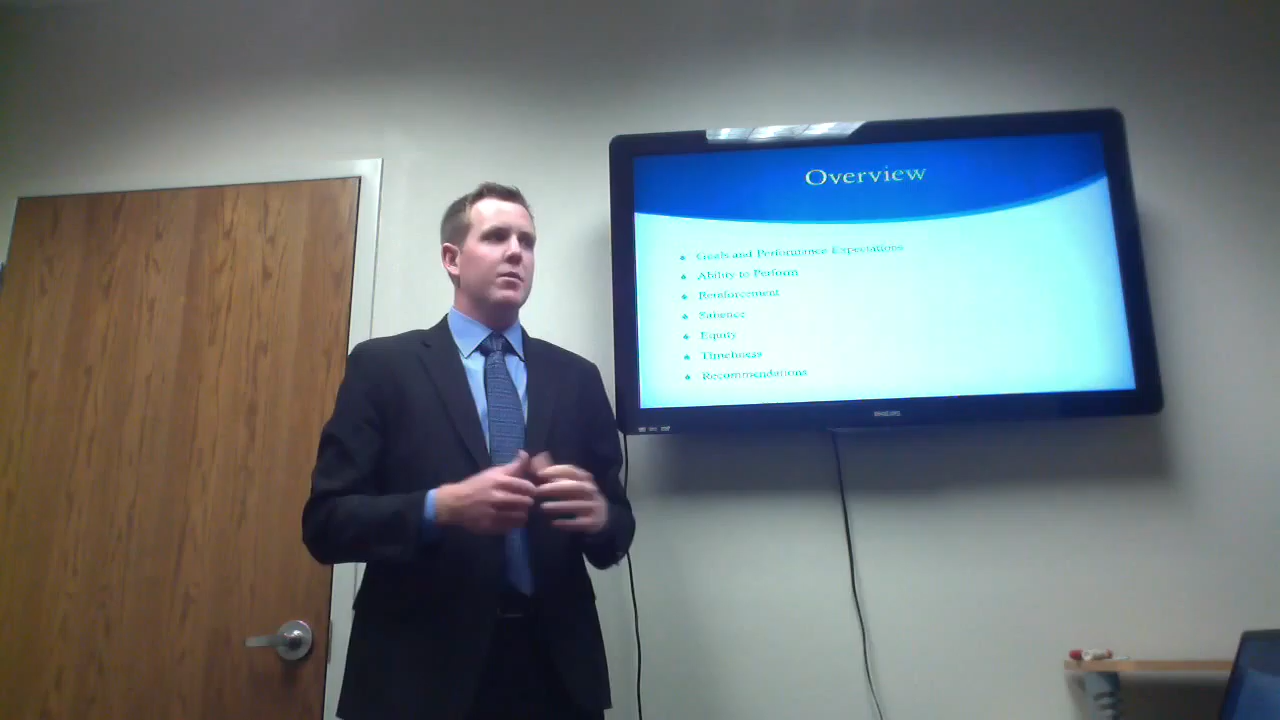 Overview
Goals and Performance Expectations
Ability to Perform
Reinforcement
Salience
Equity
Timeliness
Recommendations
PHILIPS